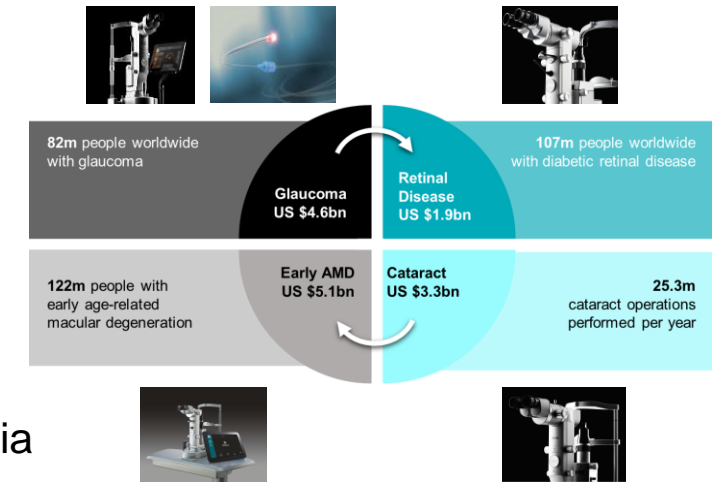 82m people worldwide
with glaucoma
Glaucoma
US $4.6bn
Retinal
Disease
US $1.9bn
107m people worldwide
with diabetic retinal disease
122m people with
early age-related
macular degeneration
Early AMD
US $5.1bn
Cataract
US $3.3bn
25.3m
cataract operations
performed per year
ia